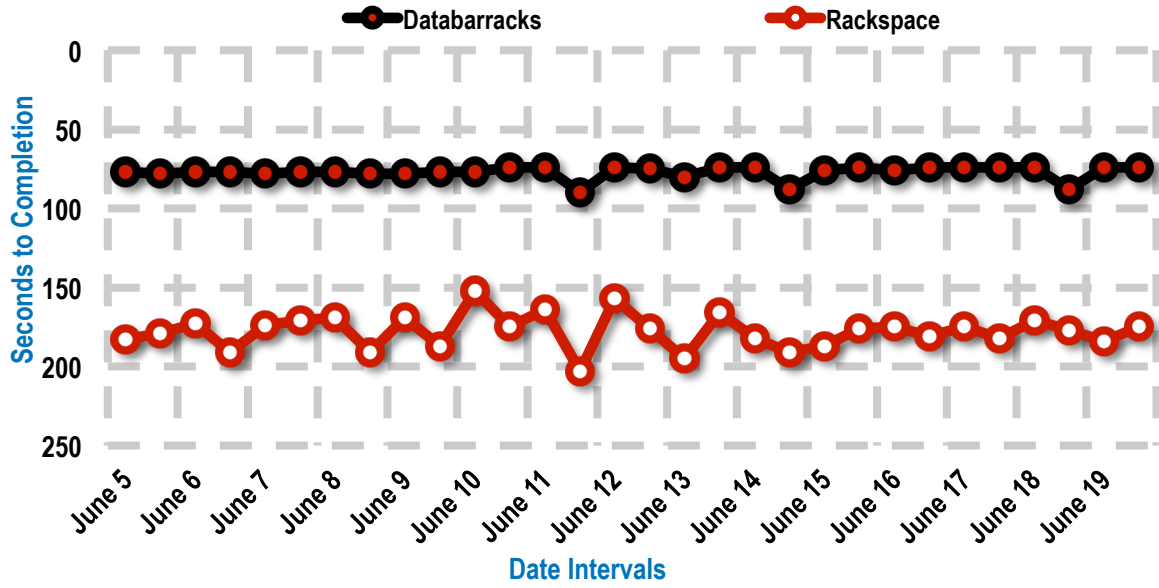 Databarracks
Rackspace
Seconds to Completion
0
50
100
150
200
250
June 5
June 6
June 7
June 8
June 9
June 10
June 11
June 12
June 13
June 14
June 15
June 16
June 17
June 18
June 19
Date Intervals